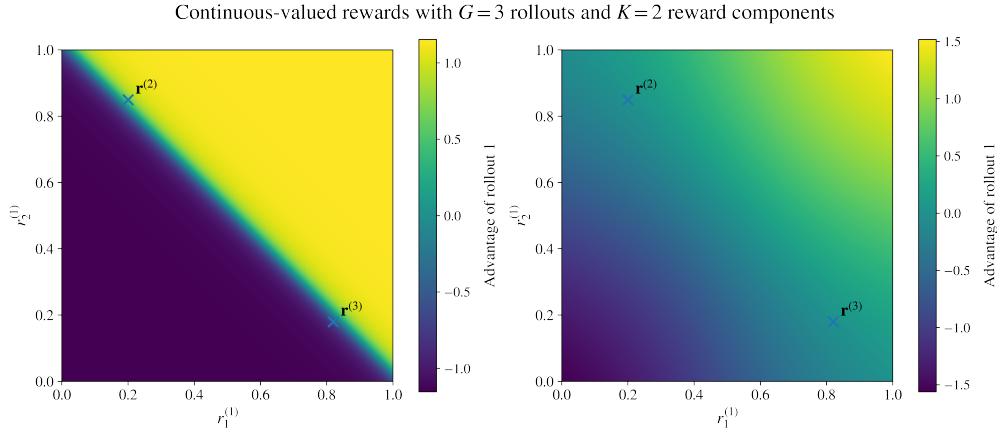 Continuous-valued rewards with G = 3 rollouts and K = 2 reward components
1.0
0.8
0.6
0.4
0.2
0.0
r₂⁽¹⁾
r⁽²⁾
r⁽³⁾
0.0 0.2 0.4 0.6 0.8 1.0
r₁⁽¹⁾
1.0
0.5
0.0
−0.5
−1.0
Advantage of rollout 1
1.0
0.8
0.6
0.4
0.2
0.0
r₂⁽¹⁾
r⁽²⁾
r⁽³⁾
0.0 0.2 0.4 0.6 0.8 1.0
r₁⁽¹⁾
1.5
1.0
0.5
0.0
−0.5
−1.0
−1.5
Advantage of rollout 1